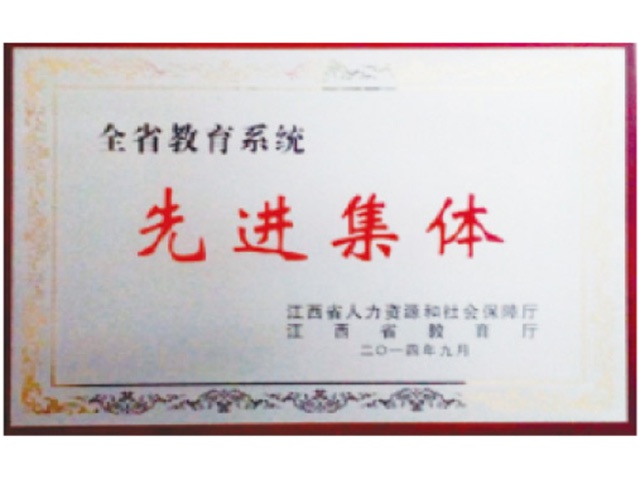 全省教育系统
先进集体
江西省人力资源和社会保障厅
江西省教育厅
二〇一四年九月